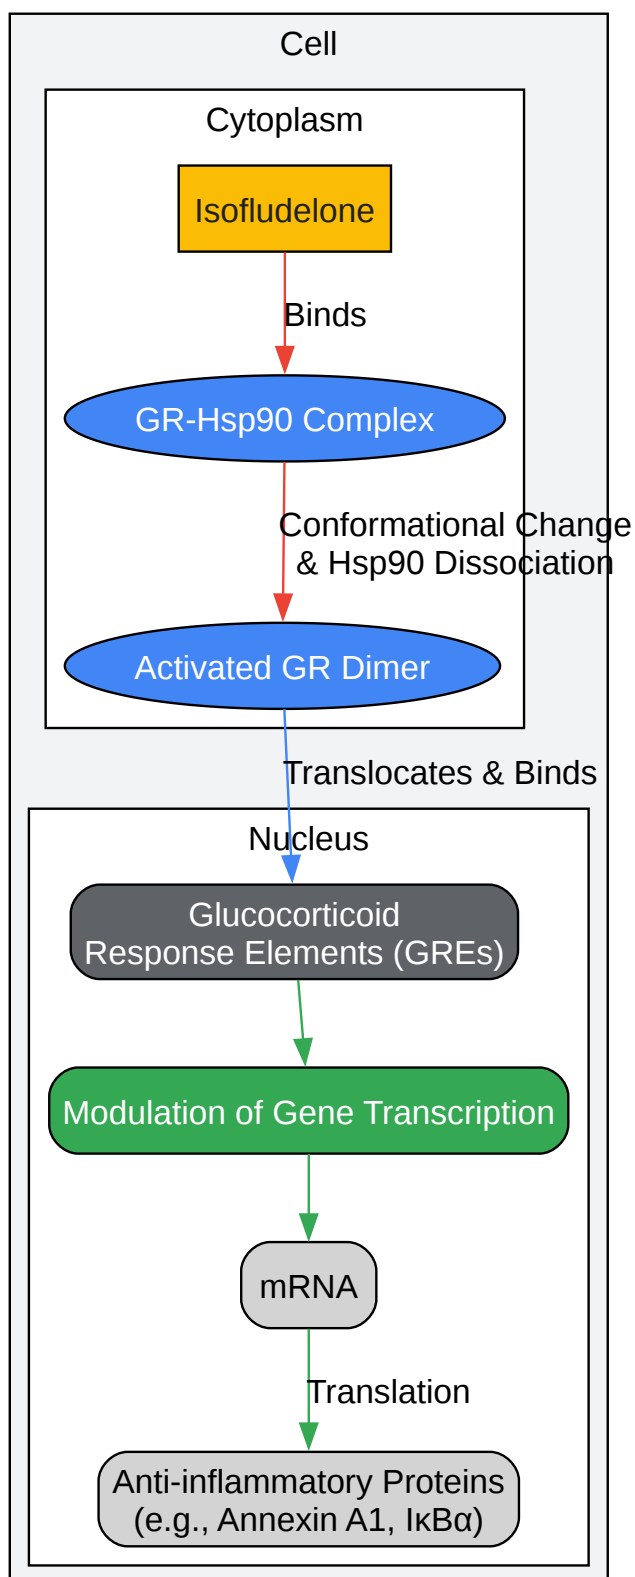 Cell
Cytoplasm
Isofludelone
Binds
GR-Hsp90 Complex
Conformational Change
& Hsp90 Dissociation
Activated GR Dimer
Translocates & Binds
Nucleus
Glucocorticoid
Response Elements (GREs)
Modulation of Gene Transcription
mRNA
Translation
Anti-inflammatory Proteins
(e.g., Annexin A1, IκBα)